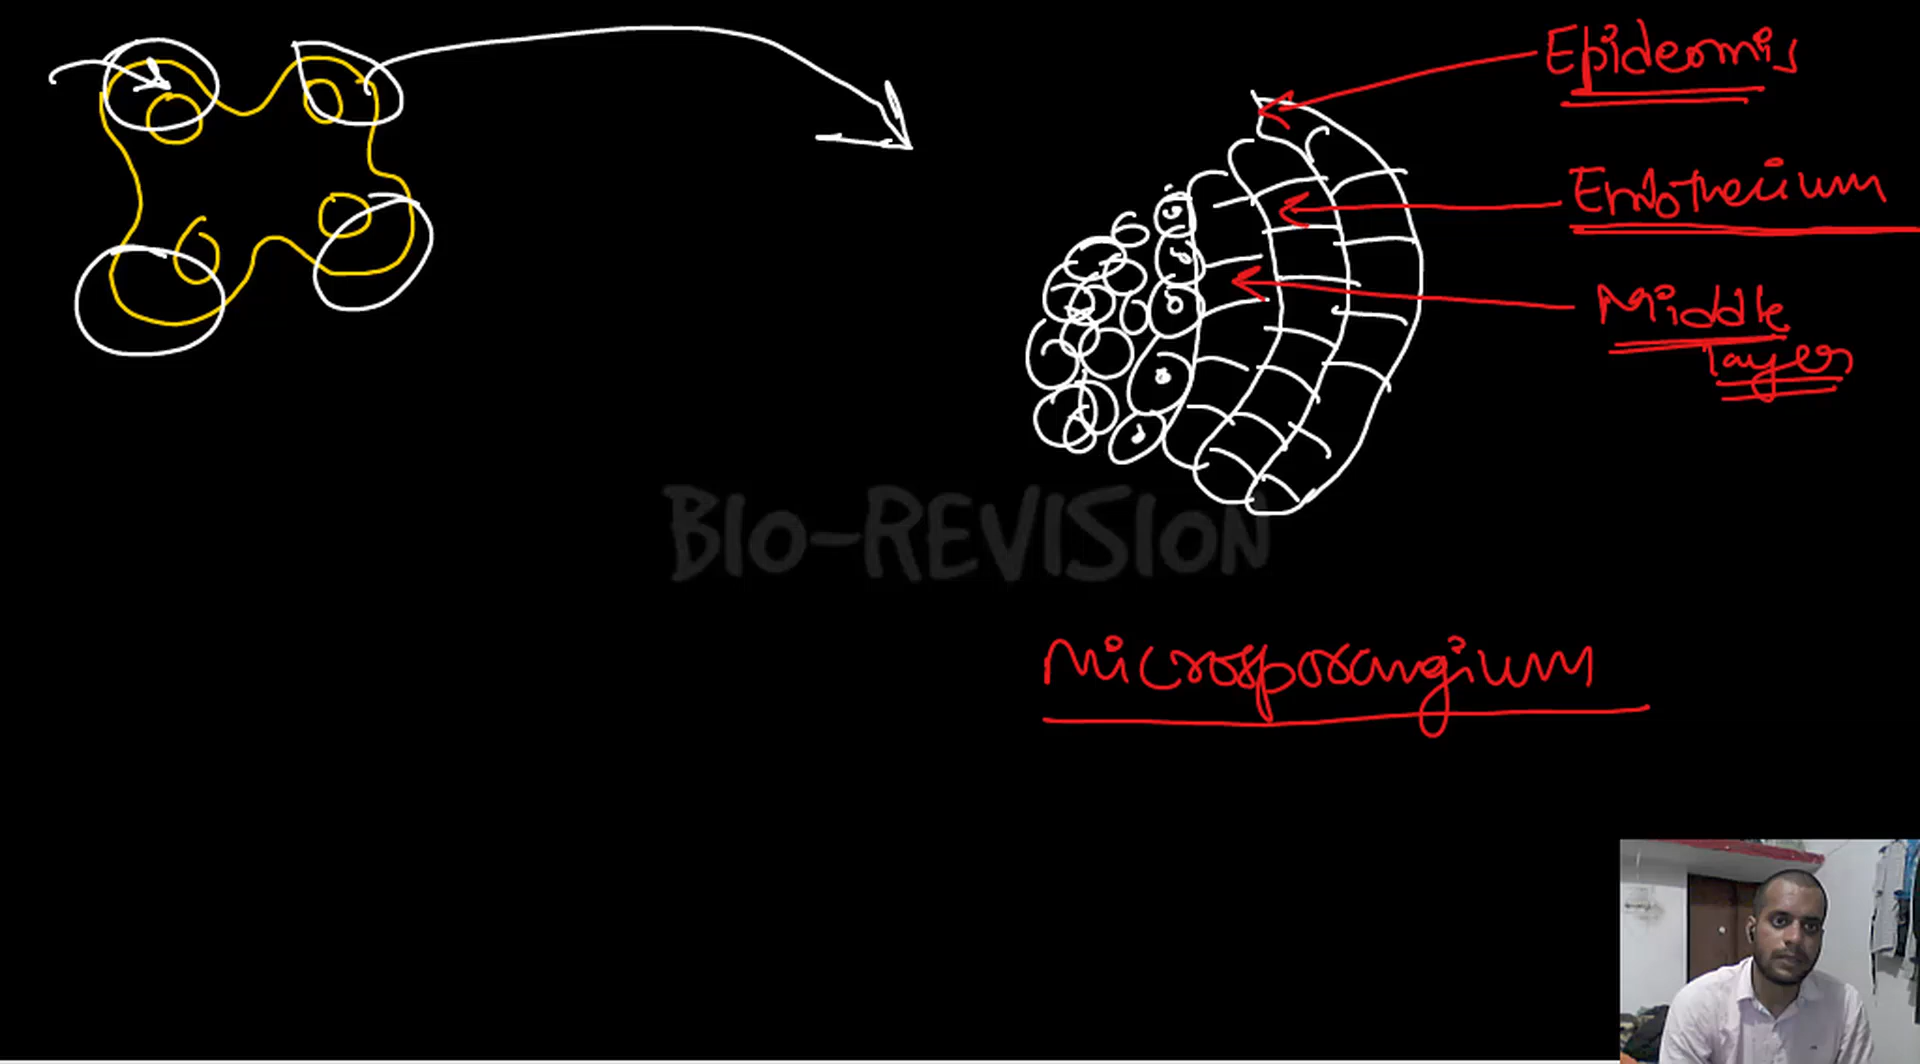 Epidermis
Endothecium
Middle
layer
BIO-REVISION
Microsporangium